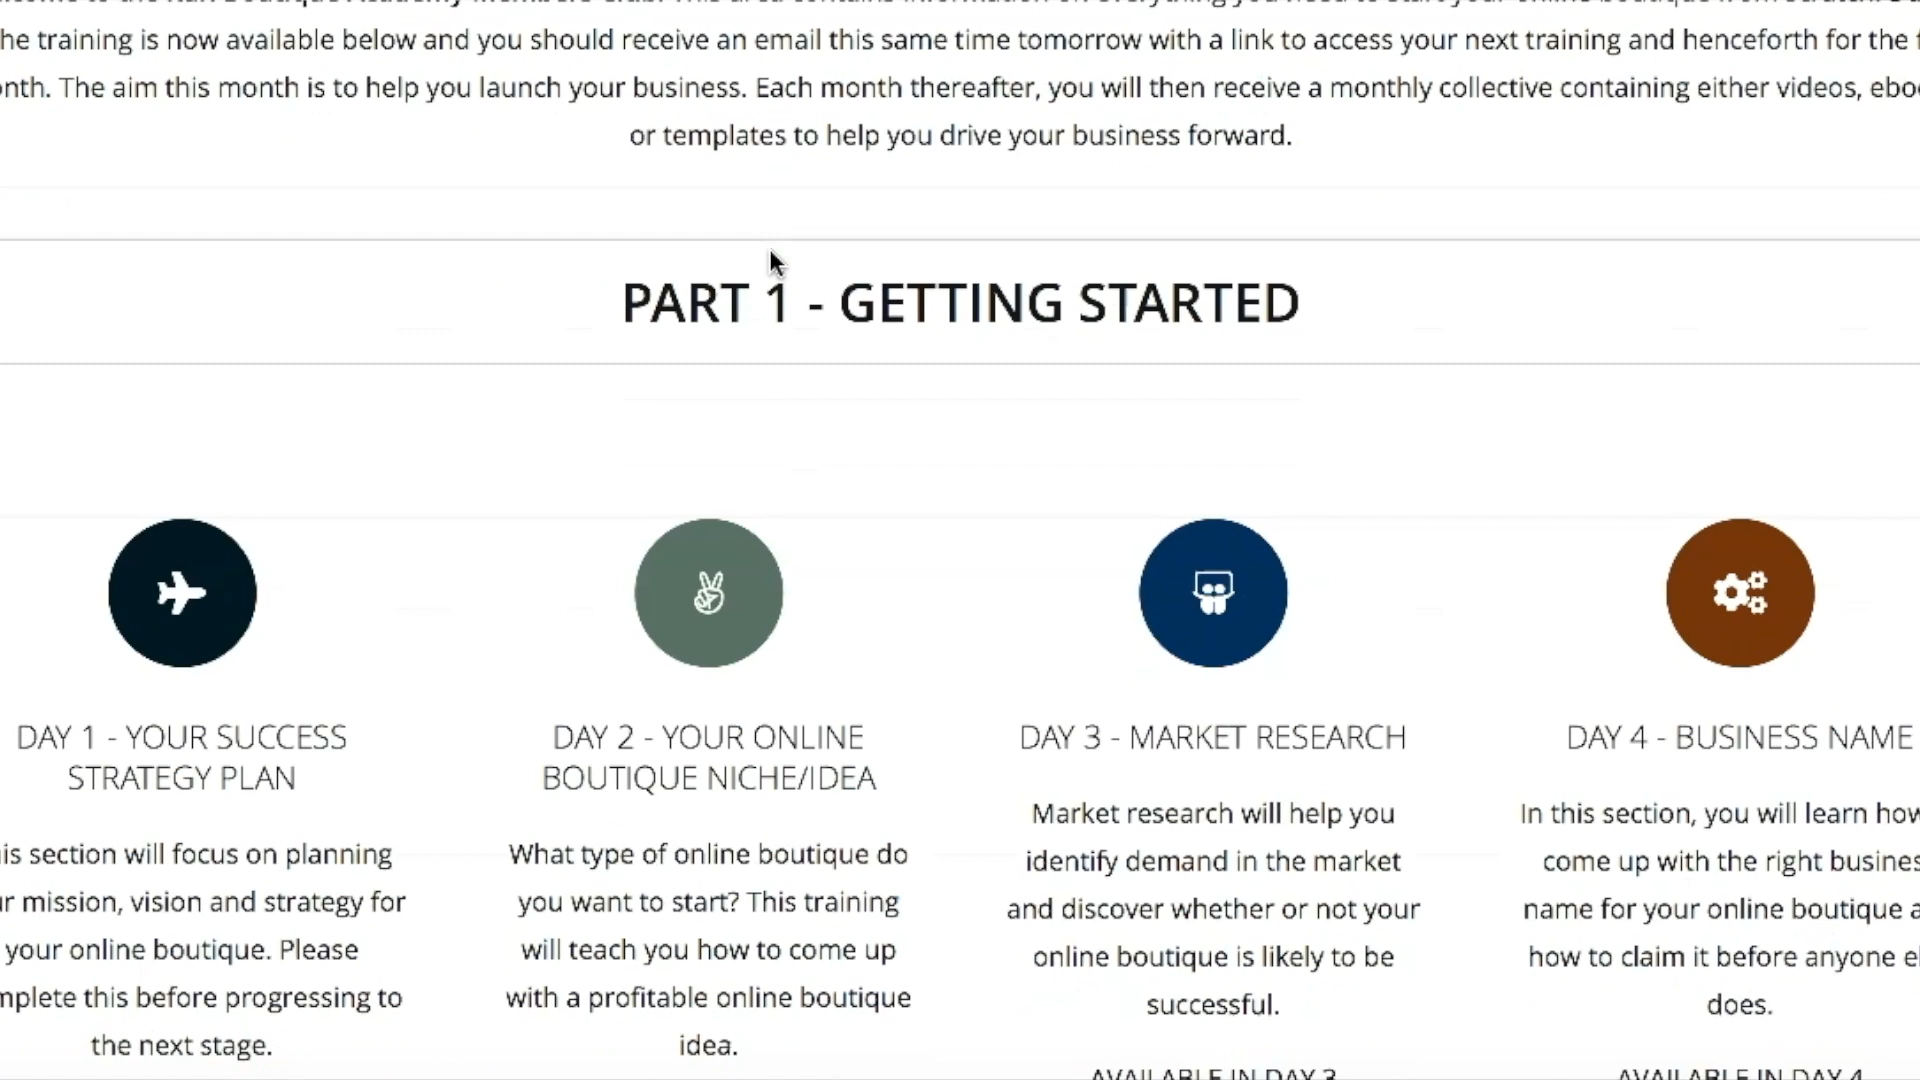 he training is now available below and you should receive an email this same time tomorrow with a link to access your next training and henceforth for the
The aim this month is to help you launch your business. Each month thereafter, you will then receive a monthly collective containing either videos,
or templates to help you drive your business forward.
PART 1 - GETTING STARTED
DAY 1 - YOUR SUCCESS
STRATEGY PLAN
is section will focus on planning
r mission, vision and strategy for
your online boutique. Please
mplete this before progressing to
the next stage.
DAY 2 - YOUR ONLINE
BOUTIQUE NICHE/IDEA
What type of online boutique do
you want to start? This training
will teach you how to come up
with a profitable online boutique
idea.
DAY 3 - MARKET RESEARCH
Market research will help you
identify demand in the market
and discover whether or not your
online boutique is likely to be
successful.
AVAILABLE IN DAY 3
DAY 4 - BUSINESS NAME
In this section, you will learn how
come up with the right busines
name for your online boutique a
how to claim it before anyone el
does.
AVAILABLE IN DAY 4